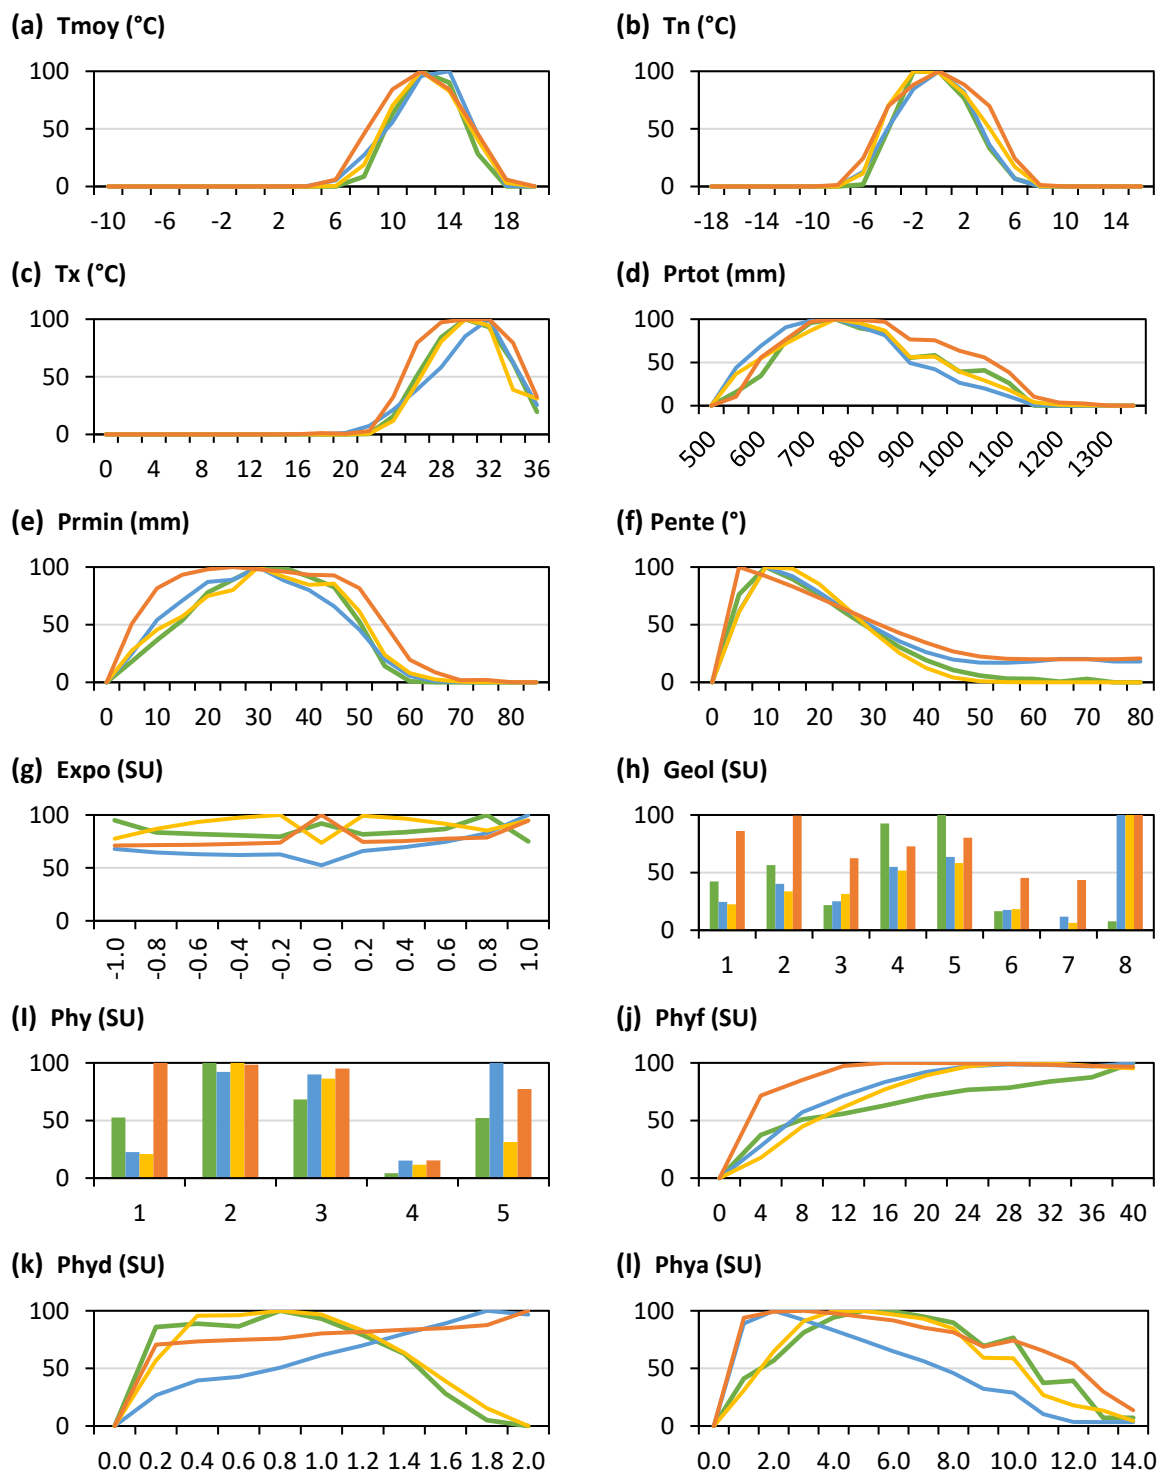 (a) Tmoy (°C)
100
50
0
-10 -6 -2 2 6 10 14 18
(b) Tn (°C)
100
50
0
-18 -14 -10 -6 -2 2 6 10 14
(c) Tx (°C)
100
50
0
0 4 8 12 16 20 24 28 32 36
(d) Prtot (mm)
100
50
0
500 600 700 800 900 1000 1100 1200 1300
(e) Prmin (mm)
100
50
0
0 10 20 30 40 50 60 70 80
(f) Pente (°)
100
50
0
0 10 20 30 40 50 60 70 80
(g) Expo (SU)
100
50
0
-1.0 -0.8 -0.6 -0.4 -0.2 0.0 0.2 0.4 0.6 0.8 1.0
(h) Geol (SU)
100
50
0
1 2 3 4 5 6 7 8
(I) Phy (SU)
100
50
0
1 2 3 4 5
(j) Phyf (SU)
100
50
0
0 4 8 12 16 20 24 28 32 36 40
(k) Phyd (SU)
100
50
0
0.0 0.2 0.4 0.6 0.8 1.0 1.2 1.4 1.6 1.8 2.0
(l) Phya (SU)
100
50
0
0.0 2.0 4.0 6.0 8.0 10.0 12.0 14.0